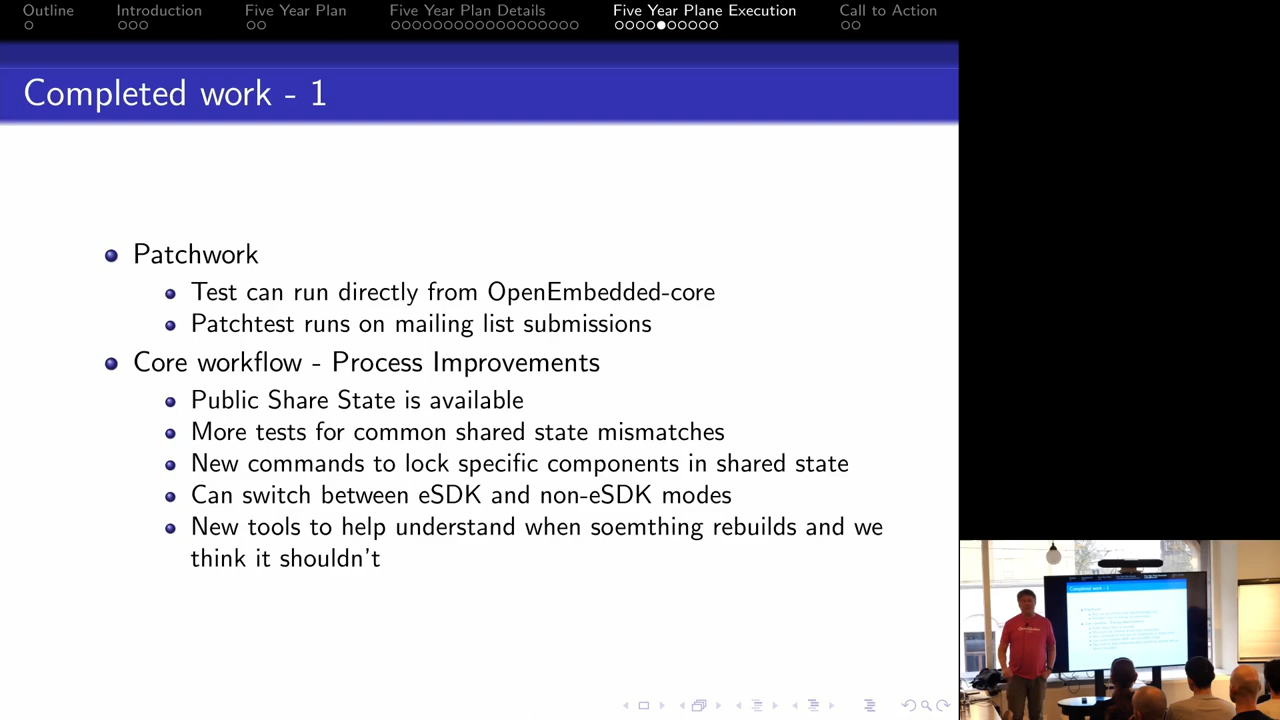 Outline Introduction Five Year Plan Five Year Plan Details Five Year Plane Execution Call to Action
Completed work - 1
Patchwork
Test can run directly from OpenEmbedded-core
Patchtest runs on mailing list submissions
Core workflow - Process Improvements
Public Share State is available
More tests for common shared state mismatches
New commands to lock specific components in shared state
Can switch between eSDK and non-eSDK modes
New tools to help understand when soemthing rebuilds and we
think it shouldn't
Completed work - 1